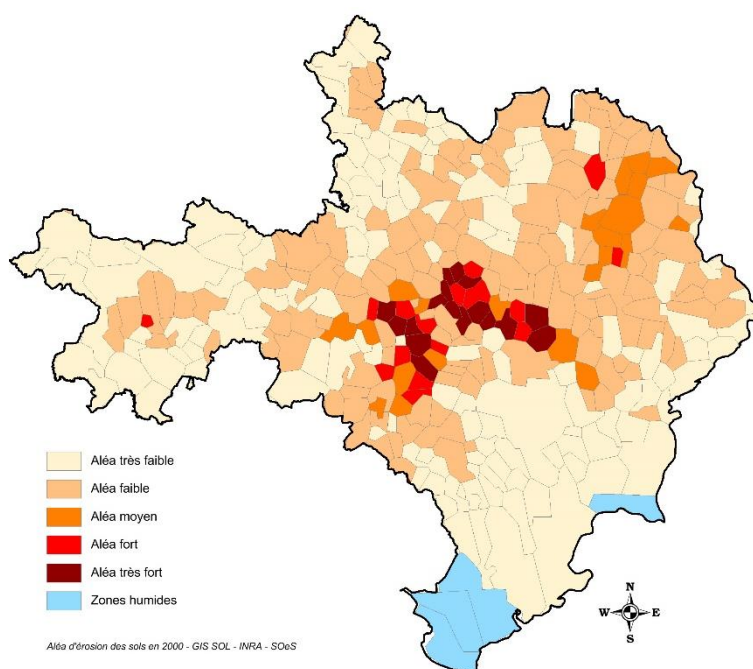 Aléa très faible
Aléa faible
Aléa moyen
Aléa fort
Aléa très fort
Zones humides
N
W E
S
Aléa d'érosion des sols en 2000 - GIS SOL - INRA - SOeS